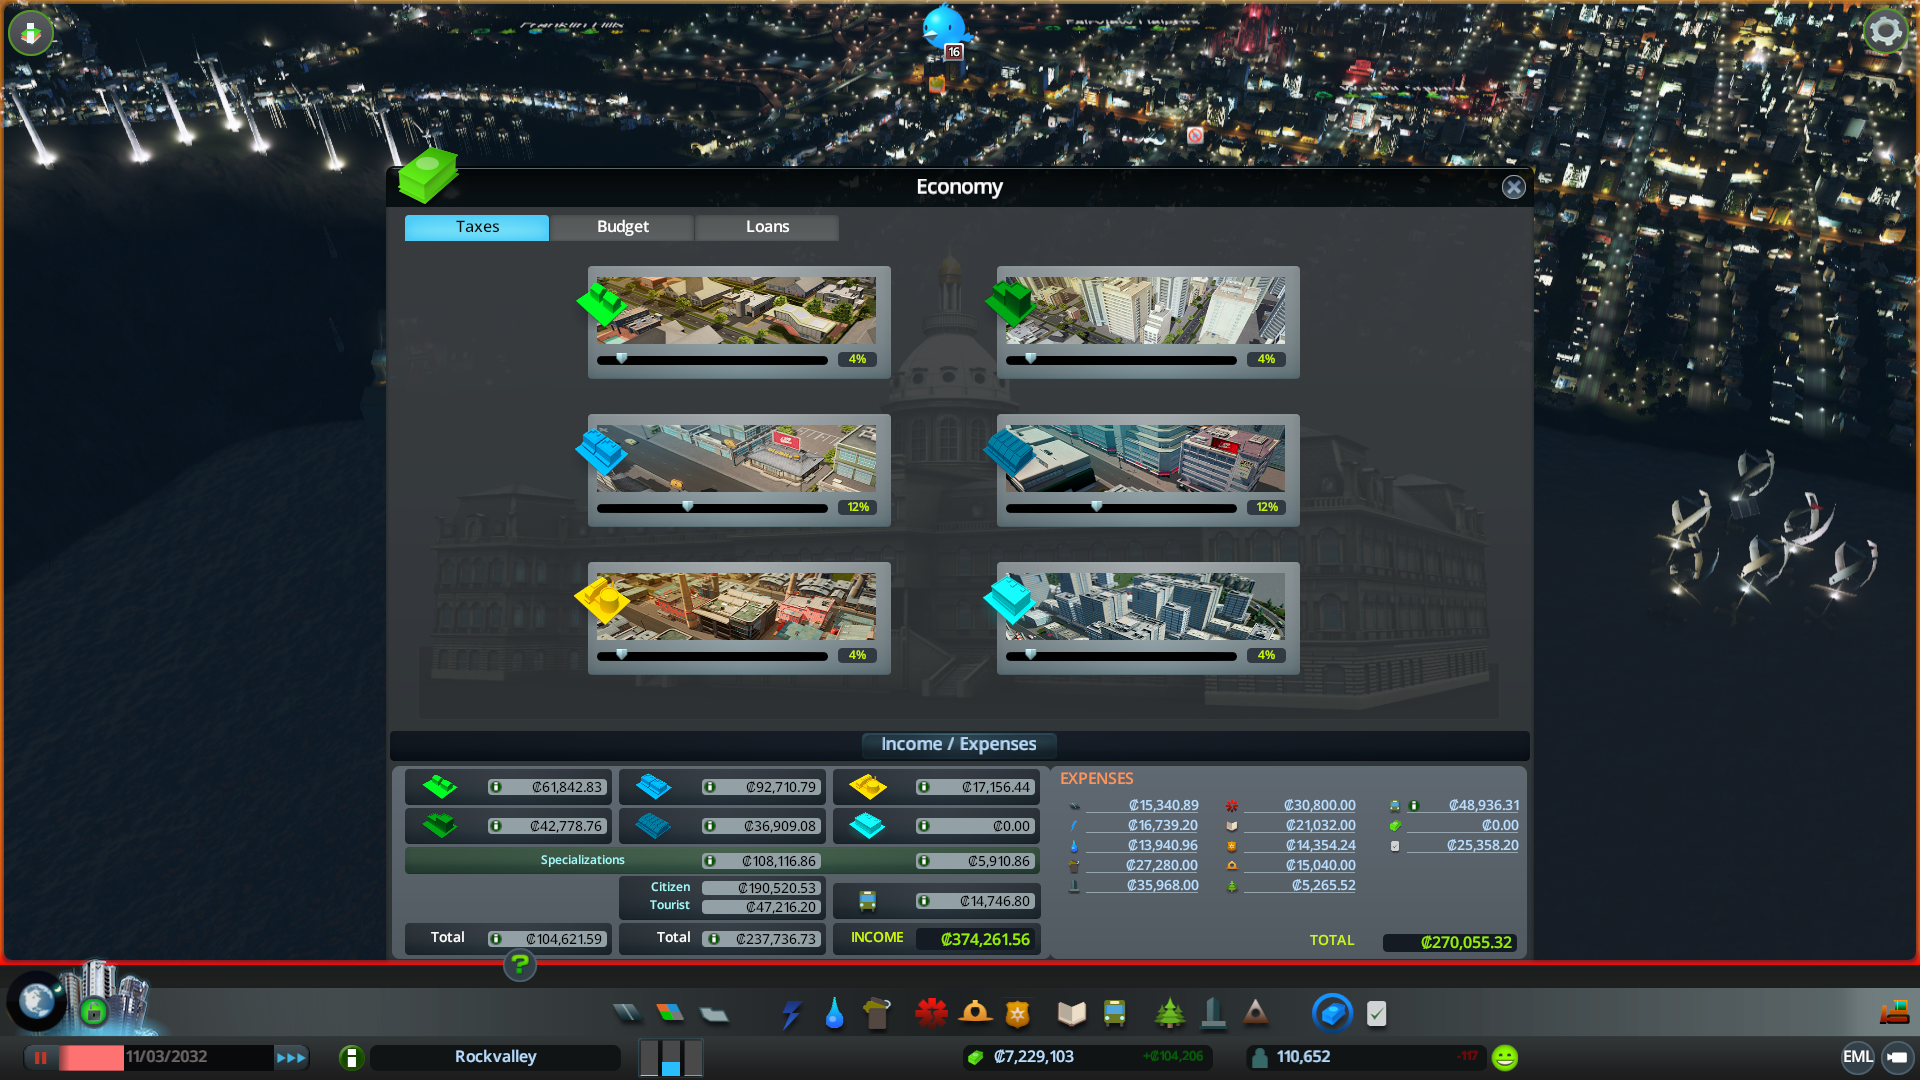 Franklin Hills
Fairview Heights
16
Economy
Taxes
Budget
Loans
4%
4%
12%
12%
4%
4%
Income / Expenses
₡61,842.83
₡92,710.79
₡17,156.44
₡42,778.76
₡36,909.08
₡0.00
Specializations
₡108,116.86
₡5,910.86
Citizen
₡190,520.53
Tourist
₡47,216.20
₡14,746.80
Total
₡104,621.59
Total
₡237,736.73
INCOME
₡374,261.56
EXPENSES
₡15,340.89
₡30,800.00
₡48,936.31
₡16,739.20
₡21,032.00
₡0.00
₡13,940.96
₡14,354.24
₡25,358.20
₡27,280.00
₡15,040.00
₡35,968.00
₡5,265.52
TOTAL
₡270,055.32
?
11/03/2032
Rockvalley
₡7,229,103
+₡104,206
110,652
-117
EML